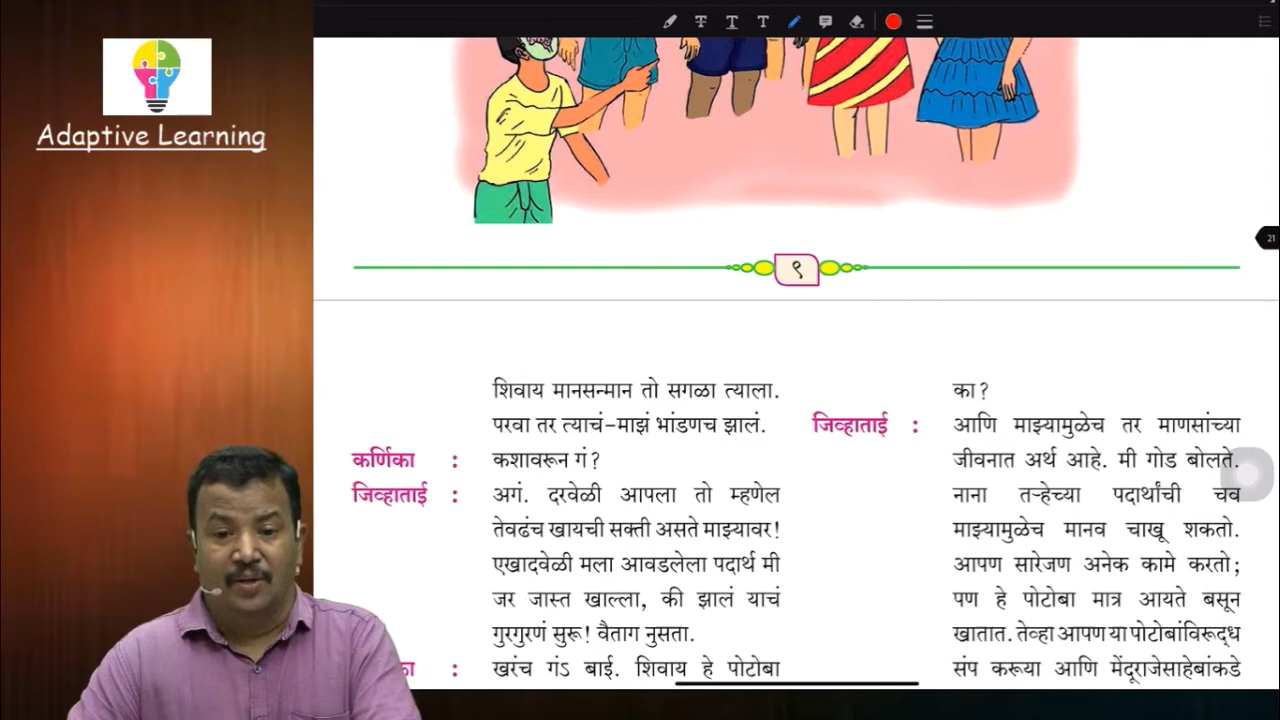 Adaptive Learning
21
९
शिवाय मानसन्मान तो सगळा त्याला.
परवा तर त्याचं-माझं भांडणच झालं.
कर्णिका : कशावरून गं?
जिव्हाताई : अगं. दरवेळी आपला तो म्हणेल
तेवढंच खायची सक्ती असते माझ्यावर!
एखादवेळी मला आवडलेला पदार्थ मी
जर जास्त खाल्ला, की झालं याचं
गुरगुरणं सुरू! वैताग नुसता.
: खरंच गंऽ बाई. शिवाय हे पोटोबा
का?
जिव्हाताई : आणि माझ्यामुळेच तर माणसांच्या
जीवनात अर्थ आहे. मी गोड बोलते.
नाना तऱ्हेच्या पदार्थांची चव
माझ्यामुळेच मानव चाखू शकतो.
आपण सारेजण अनेक कामे करतो;
पण हे पोटोबा मात्र आयते बसून
खातात. तेव्हा आपण या पोटोबांविरूद्ध
संप करूया आणि मेंदूराजेसाहेबांकडे